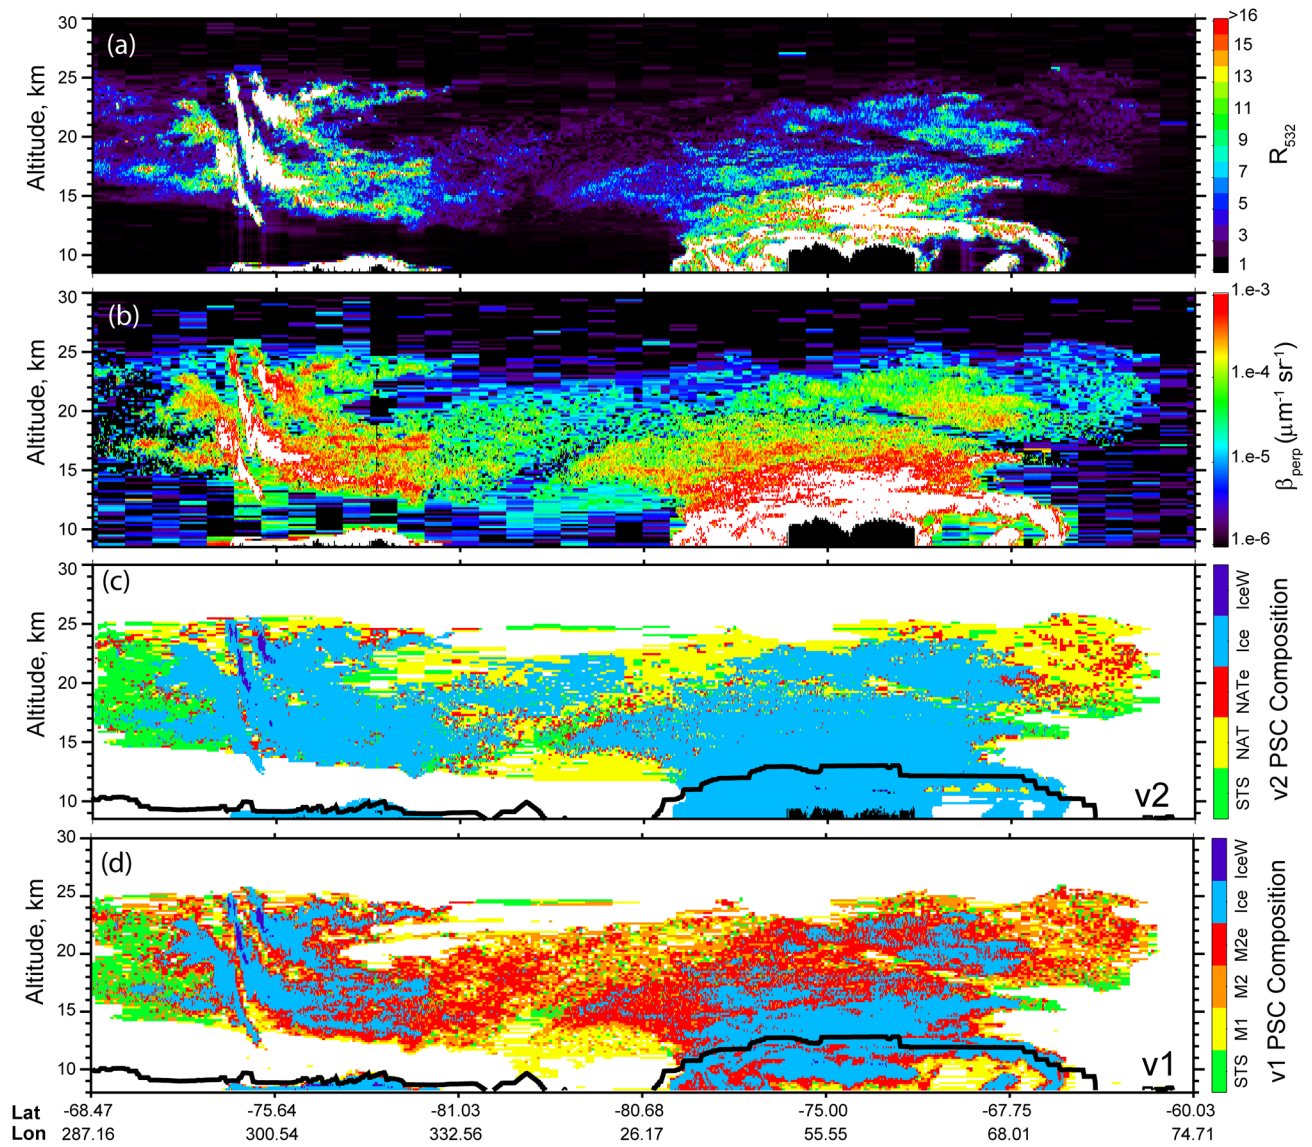 (a)
Altitude, km
30
25
20
15
10
>16
15
13
11
9
7
5
3
1
R532
(b)
Altitude, km
30
25
20
15
10
1.e-3
1.e-4
1.e-5
1.e-6
βperp (μm⁻¹ sr⁻¹)
(c)
Altitude, km
30
25
20
15
10
v2
IceW
Ice
NATe
NAT
STS
v2 PSC Composition
(d)
Altitude, km
30
25
20
15
10
v1
IceW
Ice
M2e
M2
M1
STS
v1 PSC Composition
Lat -68.47 -75.64 -81.03 -80.68 -75.00 -67.75 -60.03
Lon 287.16 300.54 332.56 26.17 55.55 68.01 74.71